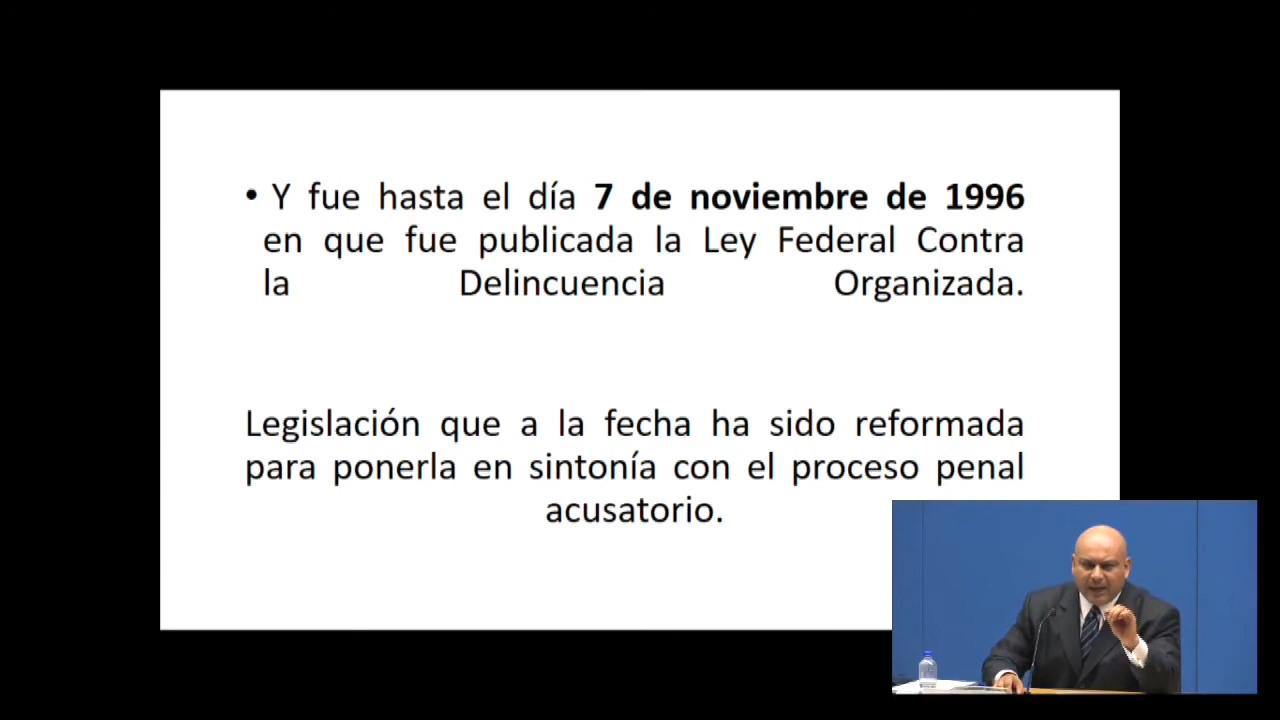 • Y fue hasta el día 7 de noviembre de 1996
en que fue publicada la Ley Federal Contra
la Delincuencia Organizada.
Legislación que a la fecha ha sido reformada
para ponerla en sintonía con el proceso penal
acusatorio.